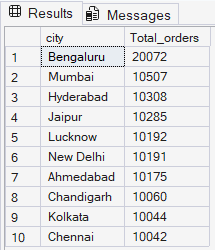 Results Messages
city Total_orders
1 Bengaluru 20072
2 Mumbai 10507
3 Hyderabad 10308
4 Jaipur 10285
5 Lucknow 10192
6 New Delhi 10191
7 Ahmedabad 10175
8 Chandigarh 10060
9 Kolkata 10044
10 Chennai 10042